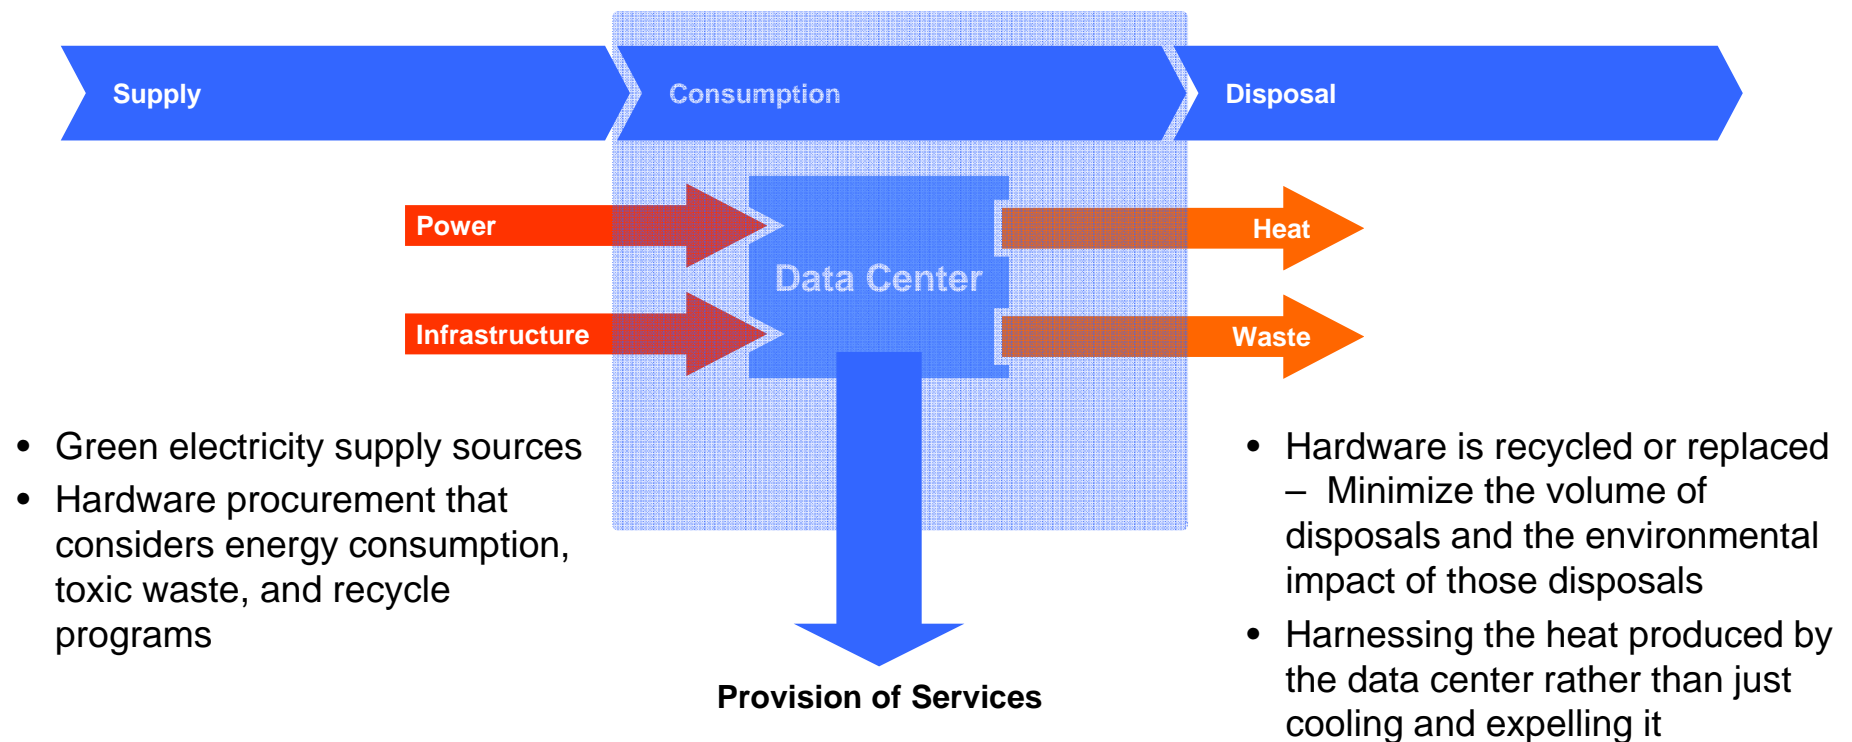 Supply
Consumption
Disposal
Power
Infrastructure
Data Center
Heat
Waste
• Green electricity supply sources
• Hardware procurement that
considers energy consumption,
toxic waste, and recycle
programs
Provision of Services
• Hardware is recycled or replaced
– Minimize the volume of
disposals and the environmental
impact of those disposals
• Harnessing the heat produced by
the data center rather than just
cooling and expelling it